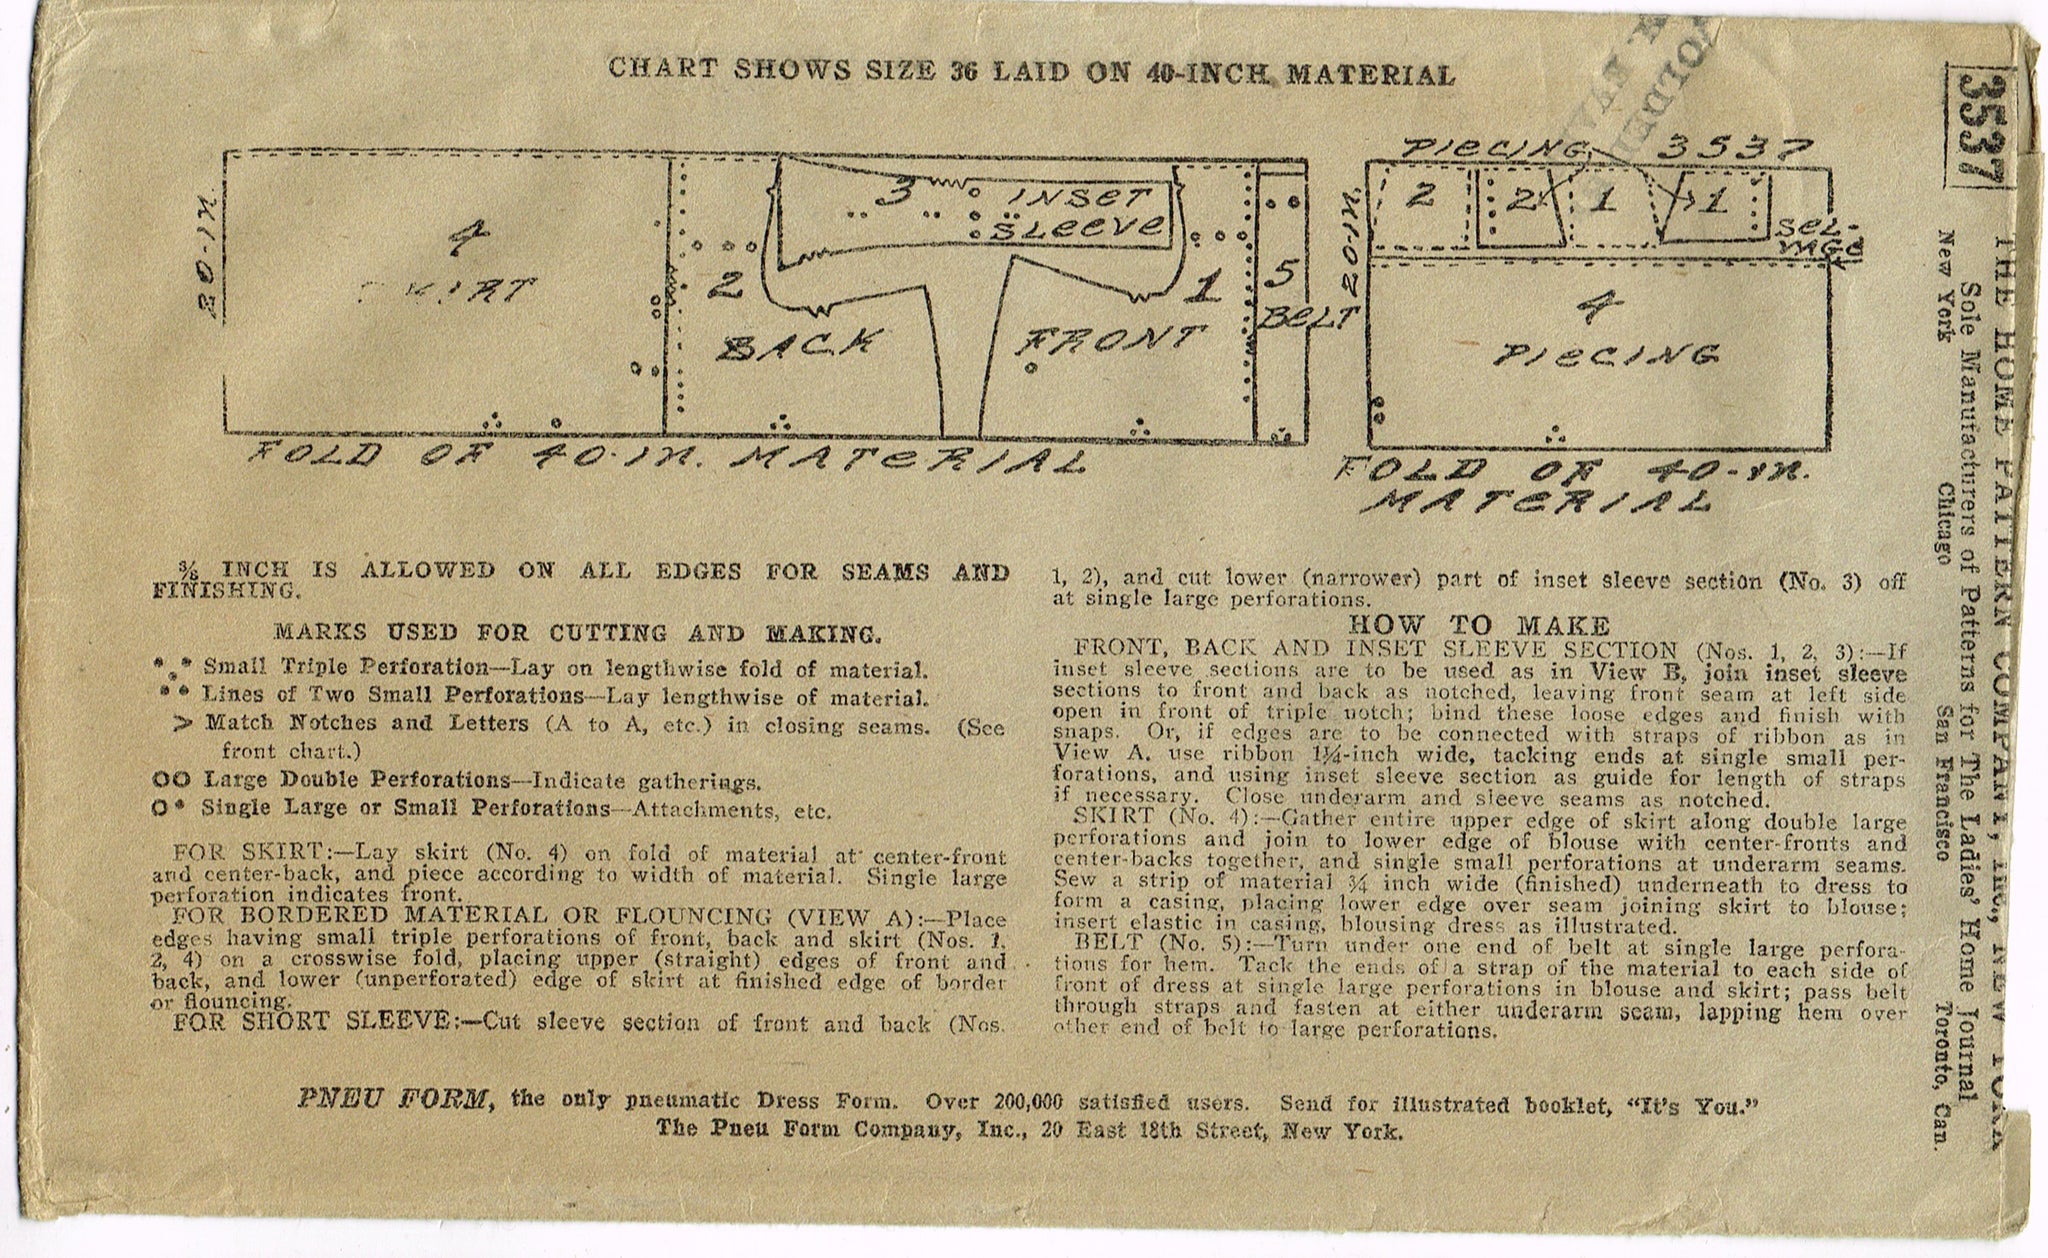 CHART SHOWS SIZE 36 LAID ON 40-INCH MATERIAL
20-IN
4
2
BACK
3 INSET
SLEEVE
1
FRONT
5
BELT
FOLD OF 40-IN. MATERIAL
PIECING 3537
20-IN.
2 2 1 1
SEL-
VAGE
4
PIECING
FOLD OF 40-IN.
MATERIAL
3/8 INCH IS ALLOWED ON ALL EDGES FOR SEAMS AND
FINISHING.
MARKS USED FOR CUTTING AND MAKING.
Small Triple Perforation—Lay on lengthwise fold of material.
Lines of Two Small Perforations—Lay lengthwise of material.
> Match Notches and Letters (A to A, etc.) in closing seams. (See
front chart.)
OO Large Double Perforations—Indicate gatherings.
O* Single Large or Small Perforations—Attachments, etc.
FOR SKIRT:—Lay skirt (No. 4) on fold of material at center-front
and center-back, and piece according to width of material. Single large
perforation indicates front.
FOR BORDERED MATERIAL OR FLOUNCING (VIEW A):—Place
edges having small triple perforations of front, back and skirt (Nos. 1,
2, 4) on a crosswise fold, placing upper (straight) edges of front and
back, and lower (unperforated) edge of skirt at finished edge of border
or flouncing.
FOR SHORT SLEEVE:—Cut sleeve section of front and back (Nos.
1, 2), and cut lower (narrower) part of inset sleeve section (No. 3) off
at single large perforations.
HOW TO MAKE
FRONT, BACK AND INSET SLEEVE SECTION (Nos. 1, 2, 3):—If
inset sleeve sections are to be used as in View B, join inset sleeve
sections to front and back as notched, leaving front seam at left side
open in front of triple notch; bind these loose edges and finish with
snaps. Or, if edges are to be connected with straps of ribbon as in
View A, use ribbon 1¼-inch wide, tacking ends at single small per-
forations, and using inset sleeve section as guide for length of straps
if necessary. Close underarm and sleeve seams as notched.
SKIRT (No. 4):—Gather entire upper edge of skirt along double large
perforations and join to lower edge of blouse with center-fronts and
center-backs together, and single small perforations at underarm seams.
Sew a strip of material ¾ inch wide (finished) underneath to dress to
form a casing, placing lower edge over seam joining skirt to blouse;
insert elastic in casing, blousing dress as illustrated.
BELT (No. 5):—Turn under one end of belt at single large perfora-
tions for hem. Tack the ends of a strap of the material to each side of
front of dress at single large perforations in blouse and skirt; pass belt
through straps and fasten at either underarm seam, lapping hem over
other end of belt to large perforations.
PNEU FORM, the only pneumatic Dress Form. Over 200,000 satisfied users. Send for illustrated booklet, "It's You."
The Pneu Form Company, Inc., 20 East 18th Street, New York.
3537
THE HOME PATTERN COMPANY, INC., NEW YORK
Sole Manufacturers of Patterns for The Ladies' Home Journal
New York Chicago San Francisco Toronto, Can.